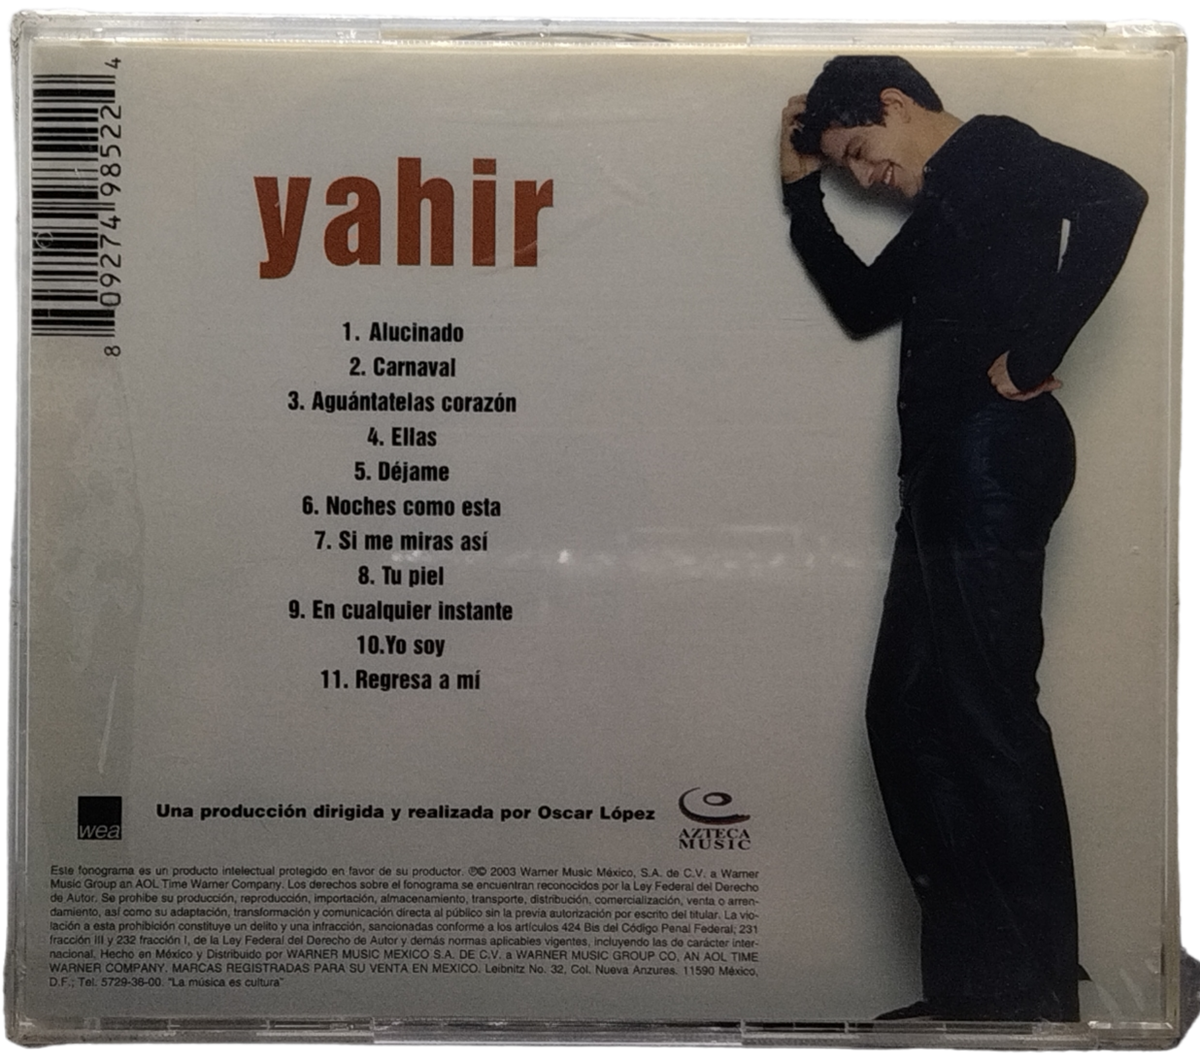 8 09274 98522 4
yahir
1. Alucinado
2. Carnaval
3. Aguántatelas corazón
4. Ellas
5. Déjame
6. Noches como esta
7. Si me miras así
8. Tu piel
9. En cualquier instante
10.Yo soy
11. Regresa a mí
wea
Una producción dirigida y realizada por Oscar López
AZTECA
MUSIC
Este fonograma es un producto intelectual protegido en favor de su productor. ℗© 2003 Warner Music México, S.A. de C.V. a Warner
Music Group an AOL Time Warner Company. Los derechos sobre el fonograma se encuentran reconocidos por la Ley Federal del Derecho
de Autor. Se prohibe su producción, reproducción, importación, almacenamiento, transporte, distribución, comercialización, venta o arren-
damiento, así como su adaptación, transformación y comunicación directa al público sin la previa autorización por escrito del titular. La vio-
lación a esta prohibición constituye un delito y una infracción, sancionadas conforme a los artículos 424 Bis del Código Penal Federal; 231
fracción III y 232 fracción I, de la Ley Federal del Derecho de Autor y demás normas aplicables vigentes, incluyendo las de carácter inter-
nacional. Hecho en México y Distribuido por WARNER MUSIC MEXICO S.A. DE C.V. a WARNER MUSIC GROUP CO. AN AOL TIME
WARNER COMPANY. MARCAS REGISTRADAS PARA SU VENTA EN MEXICO. Leibnitz No. 32, Col. Nueva Anzures. 11590 México,
D.F.; Tel. 5729-36-00. "La música es cultura"